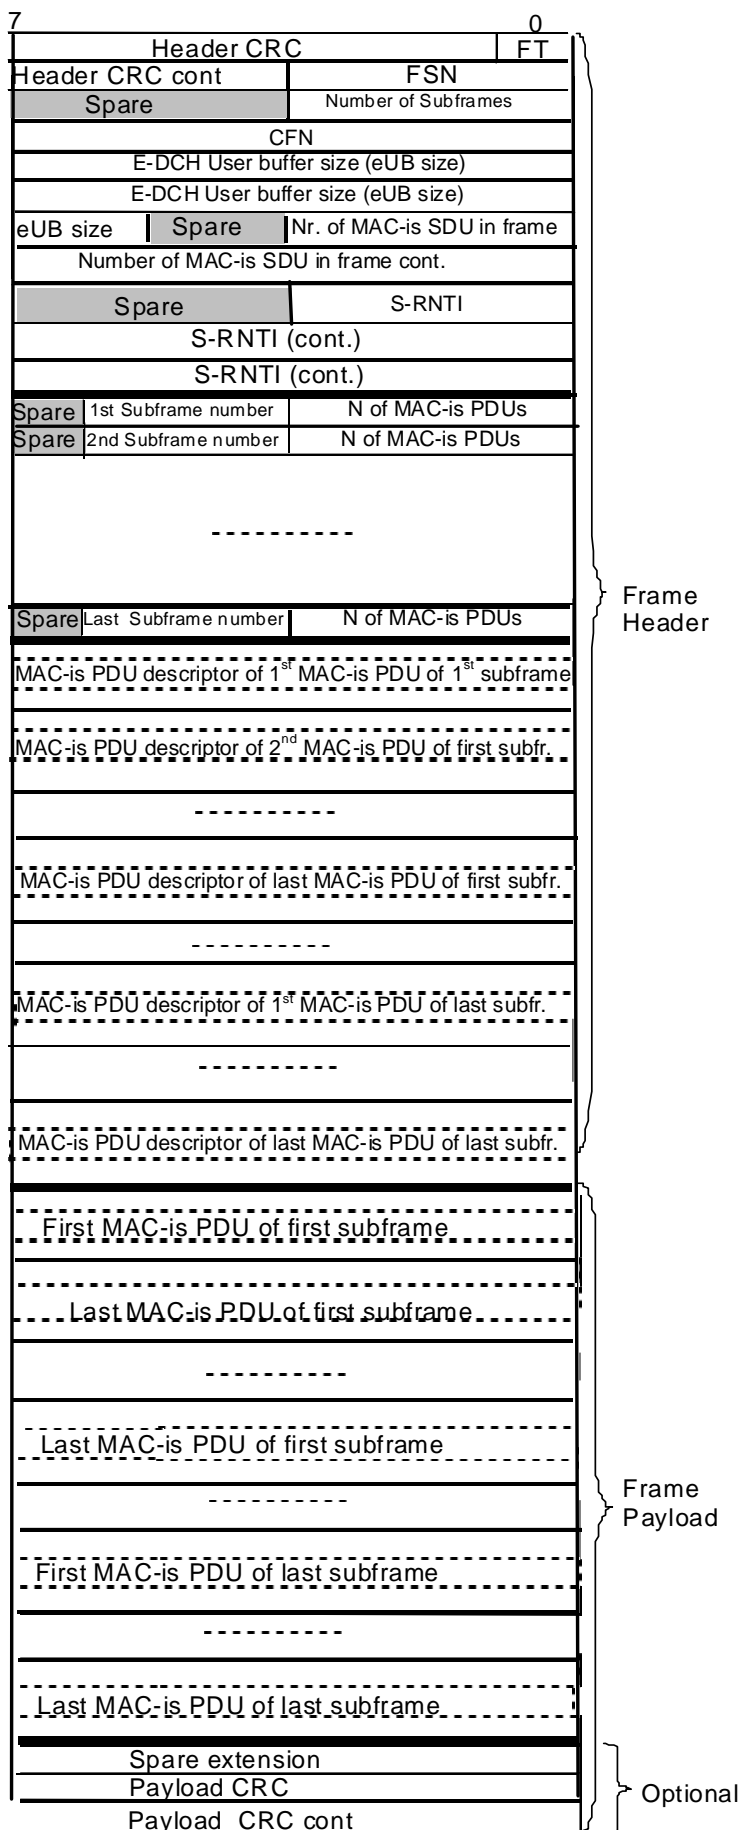 7 0
Header CRC FT
Header CRC cont FSN
Spare Number of Subframes
CFN
E-DCH User buffer size (eUB size)
E-DCH User buffer size (eUB size)
eUB size Spare Nr. of MAC-is SDU in frame
Number of MAC-is SDU in frame cont.
Spare S-RNTI
S-RNTI (cont.)
S-RNTI (cont.)
Spare 1st Subframe number N of MAC-is PDUs
Spare 2nd Subframe number N of MAC-is PDUs
----------
Frame
Header
Spare Last Subframe number N of MAC-is PDUs
MAC-is PDU descriptor of 1st MAC-is PDU of 1st subframe
MAC-is PDU descriptor of 2nd MAC-is PDU of first subfr.
----------
MAC-is PDU descriptor of last MAC-is PDU of first subfr.
----------
MAC-is PDU descriptor of 1st MAC-is PDU of last subfr.
----------
MAC-is PDU descriptor of last MAC-is PDU of last subfr.
First MAC-is PDU of first subframe
Last MAC-is PDU of first subframe
----------
Last MAC-is PDU of first subframe
----------
Frame
Payload
First MAC-is PDU of last subframe
----------
Last MAC-is PDU of last subframe
Spare extension
Payload CRC
Optional
Payload CRC cont